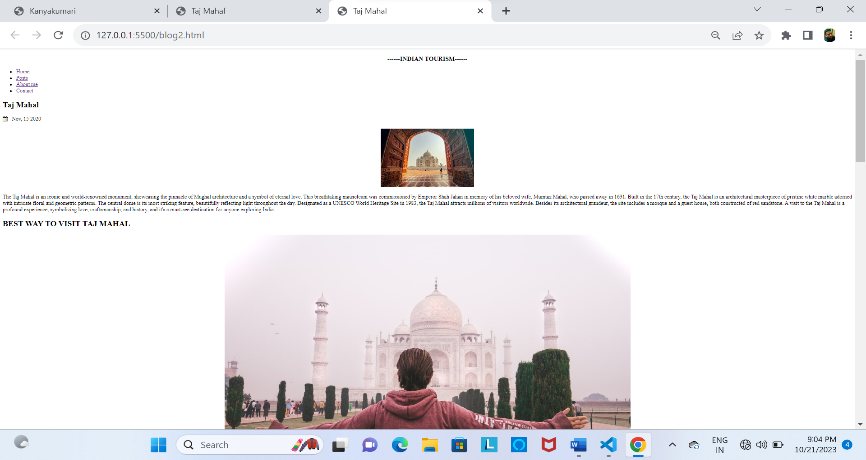 Kanyakumari
Taj Mahal
Taj Mahal
127.0.0.1:5500/blog2.html
------INDIAN TOURISM------
Home
Posts
About me
Contact
Taj Mahal
Nov, 15 2020
The Taj Mahal is an iconic and world-renowned monument, showcasing the pinnacle of Mughal architecture and a symbol of eternal love. This breathtaking mausoleum was commissioned by Emperor Shah Jahan in memory of his beloved wife, Mumtaz Mahal, who passed away in 1631. Built in the 17th century, the Taj Mahal is an architectural masterpiece of pristine white marble adorned
with intricate floral and geometric patterns. The central dome is its most striking feature, beautifully reflecting light throughout the day. Designated as a UNESCO World Heritage Site in 1983, the Taj Mahal attracts millions of visitors worldwide. Besides its architectural grandeur, the site includes a mosque and a guest house, both constructed of red sandstone. A visit to the Taj Mahal is a
profound experience, symbolizing love, craftsmanship, and history, and it's a must-see destination for anyone exploring India.
BEST WAY TO VISIT TAJ MAHAL
Search
ENG
IN
9:04 PM
10/21/2023
4